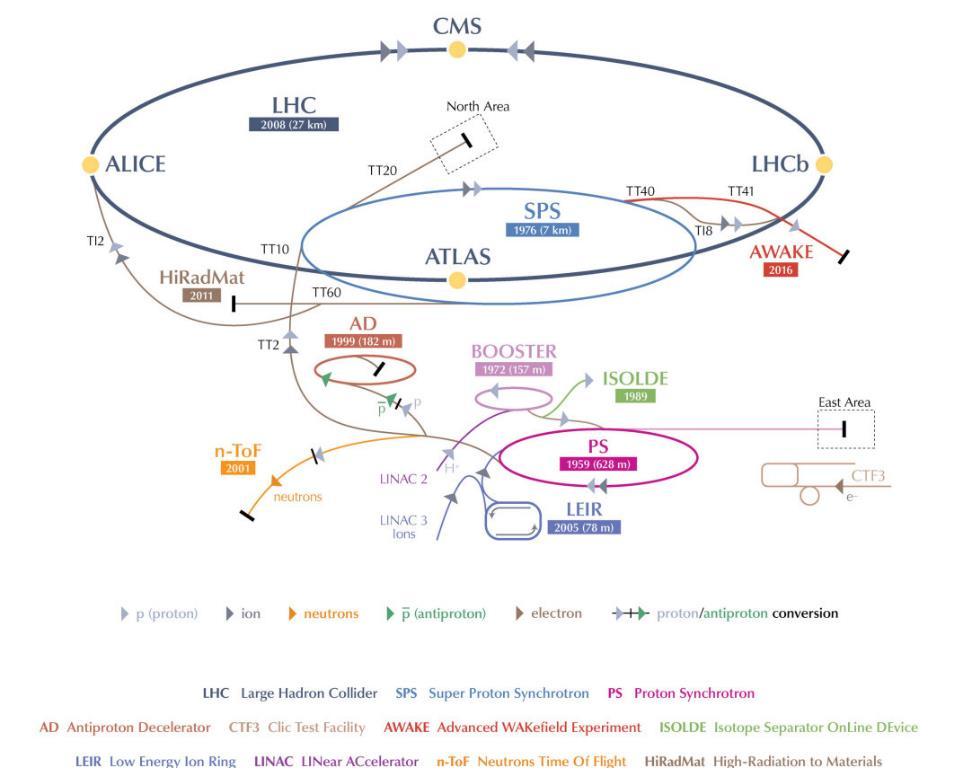 CMS
LHC
2008 (27 km)
North Area
ALICE
LHCb
TT20
TT40
TT41
SPS
1976 (7 km)
TI8
TI2
TT10
ATLAS
AWAKE
2016
HiRadMat
2011
TT60
AD
1999 (182 m)
TT2
BOOSTER
1972 (157 m)
ISOLDE
1989
p
p̅
East Area
n-ToF
2001
PS
1959 (628 m)
H⁺
LINAC 2
neutrons
CTF3
e-
LEIR
2005 (78 m)
LINAC 3
Ions
p (proton) ion neutrons p̅ (antiproton) electron proton/antiproton conversion
LHC Large Hadron Collider SPS Super Proton Synchrotron PS Proton Synchrotron
AD Antiproton Decelerator CTF3 Clic Test Facility AWAKE Advanced WAKefield Experiment ISOLDE Isotope Separator OnLine DEvice
LEIR Low Energy Ion Ring LINAC LINear ACcelerator n-ToF Neutrons Time Of Flight HiRadMat High-Radiation to Materials